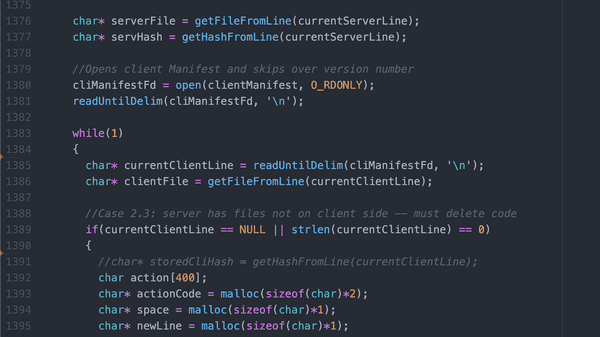 1375
1376 char* serverFile = getFileFromLine(currentServerLine);
1377 char* servHash = getHashFromLine(currentServerLine);
1378
1379 //Opens client Manifest and skips over version number
1380 cliManifestFd = open(clientManifest, O_RDONLY);
1381 readUntilDelim(cliManifestFd, '\n');
1382
1383 while(1)
1384 {
1385 char* currentClientLine = readUntilDelim(cliManifestFd, '\n');
1386 char* clientFile = getFileFromLine(currentClientLine);
1387
1388 //Case 2.3: server has files not on client side –– must delete code
1389 if(currentClientLine == NULL || strlen(currentClientLine) == 0)
1390 {
1391 //char* storedCliHash = getHashFromLine(currentClientLine);
1392 char action[400];
1393 char* actionCode = malloc(sizeof(char)*2);
1394 char* space = malloc(sizeof(char)*1);
1395 char* newLine = malloc(sizeof(char)*1);